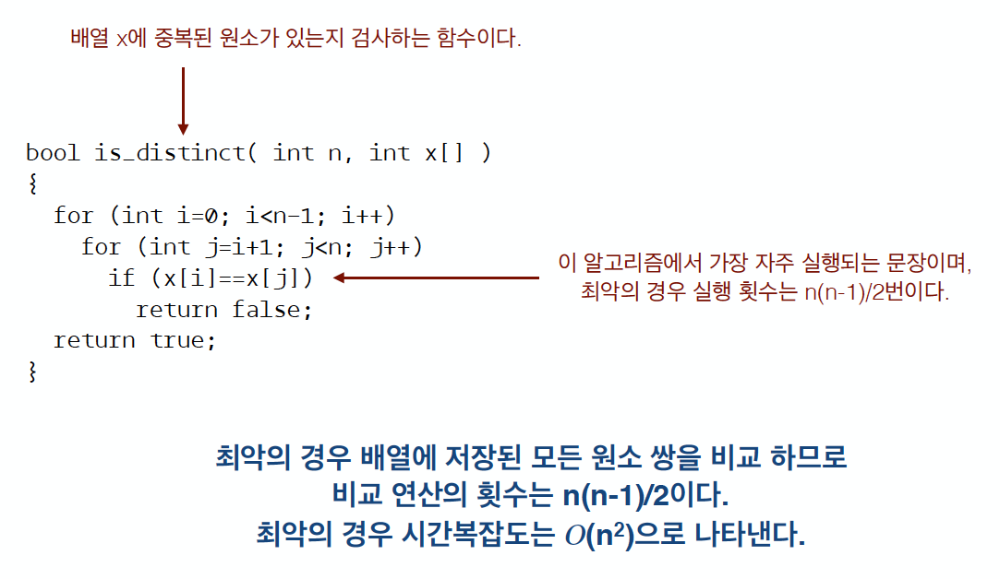 배열 x에 중복된 원소가 있는지 검사하는 함수이다.
bool is_distinct( int n, int x[] )
{
for (int i=0; i<n-1; i++)
for (int j=i+1; j<n; j++)
if (x[i]==x[j])
이 알고리즘에서 가장 자주 실행되는 문장이며,
최악의 경우 실행 횟수는 n(n-1)/2번이다.
return false;
return true;
}
최악의 경우 배열에 저장된 모든 원소 쌍을 비교 하므로
비교 연산의 횟수는 n(n-1)/2이다.
최악의 경우 시간복잡도는 O(n²)으로 나타낸다.